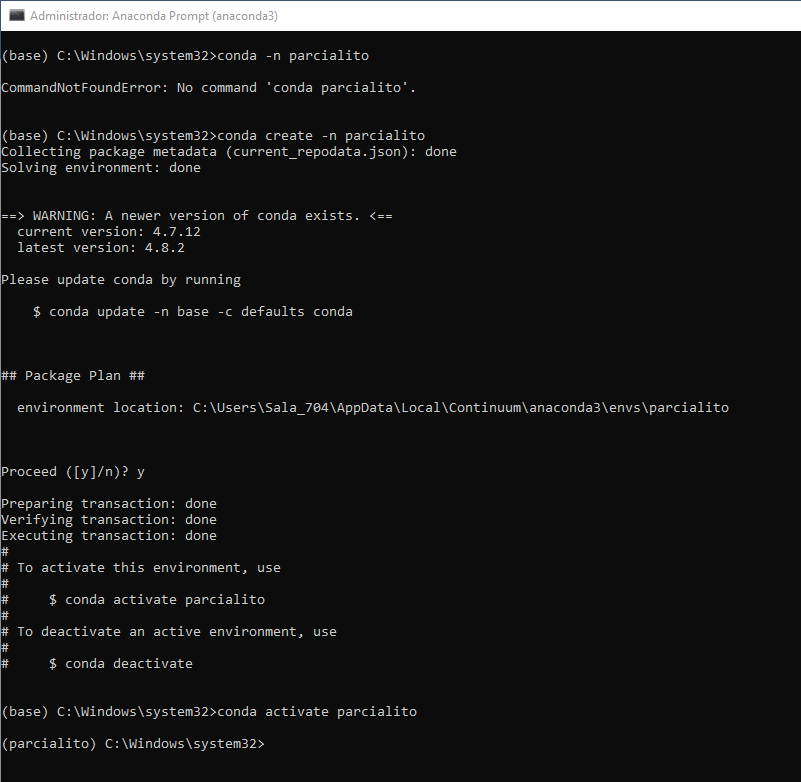 Administrador: Anaconda Prompt (anaconda3)
(base) C:\Windows\system32>conda -n parcialito
CommandNotFoundError: No command 'conda parcialito'.
(base) C:\Windows\system32>conda create -n parcialito
Collecting package metadata (current_repodata.json): done
Solving environment: done
==> WARNING: A newer version of conda exists. <==
  current version: 4.7.12
  latest version: 4.8.2
Please update conda by running
    $ conda update -n base -c defaults conda
## Package Plan ##
  environment location: C:\Users\Sala_704\AppData\Local\Continuum\anaconda3\envs\parcialito
Proceed ([y]/n)? y
Preparing transaction: done
Verifying transaction: done
Executing transaction: done
#
# To activate this environment, use
#
#     $ conda activate parcialito
#
# To deactivate an active environment, use
#
#     $ conda deactivate
(base) C:\Windows\system32>conda activate parcialito
(parcialito) C:\Windows\system32>